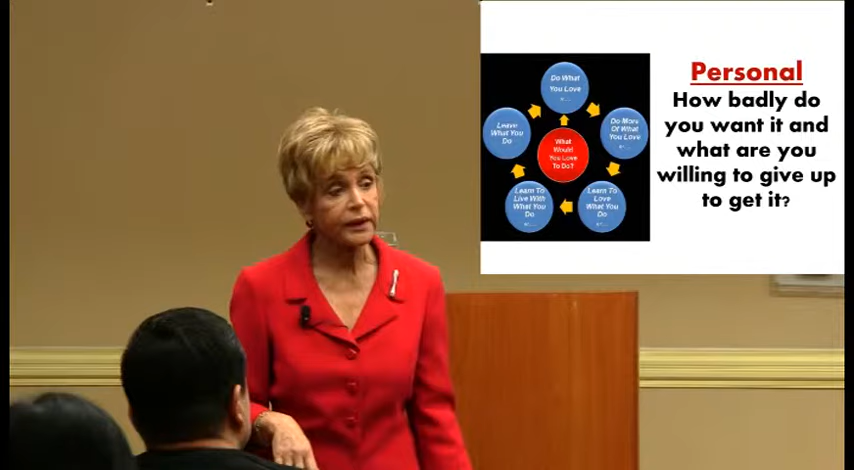 Personal
How badly do
you want it and
what are you
willing to give up
to get it?
Do What
You Love
Do More
Of What
You Love
Learn To
Love
What You
Do
Learn To
Live With
What You
Do
Leave
What You
Do
What
Would
You Love
To Do?